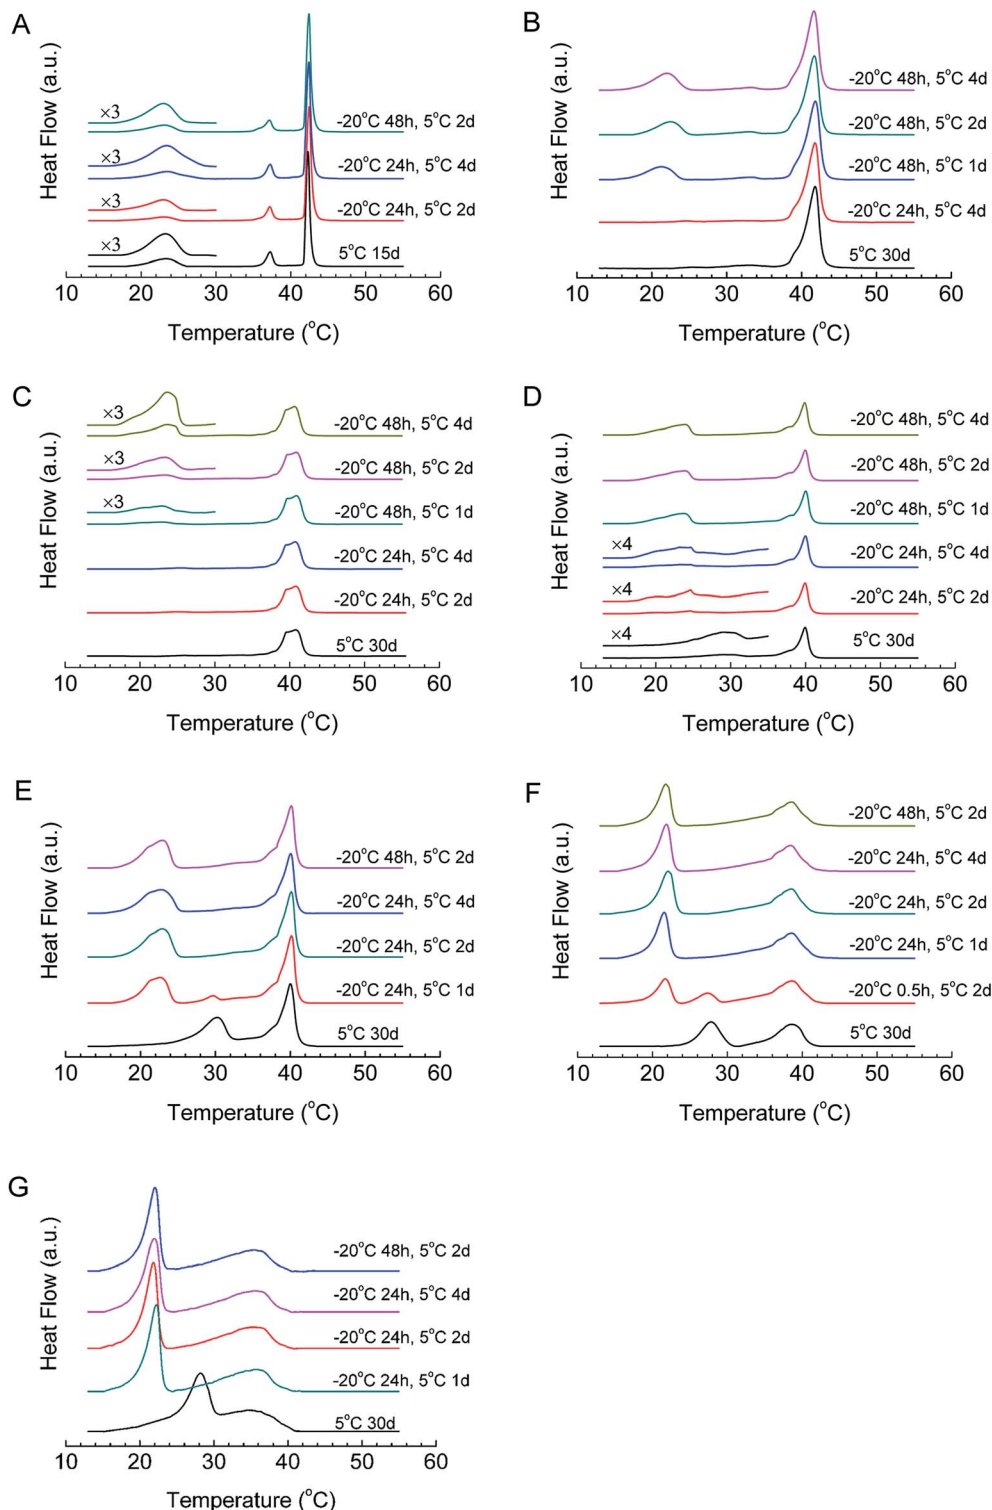 A
Heat Flow (a.u.)
×3
-20°C 48h, 5°C 2d
×3
-20°C 24h, 5°C 4d
×3
-20°C 24h, 5°C 2d
×3
5°C 15d
10 20 30 40 50 60
Temperature (°C)
B
Heat Flow (a.u.)
-20°C 48h, 5°C 4d
-20°C 48h, 5°C 2d
-20°C 48h, 5°C 1d
-20°C 24h, 5°C 4d
5°C 30d
10 20 30 40 50 60
Temperature (°C)
C
Heat Flow (a.u.)
×3
-20°C 48h, 5°C 4d
×3
-20°C 48h, 5°C 2d
×3
-20°C 48h, 5°C 1d
-20°C 24h, 5°C 4d
-20°C 24h, 5°C 2d
5°C 30d
10 20 30 40 50 60
Temperature (°C)
D
Heat Flow (a.u.)
-20°C 48h, 5°C 4d
-20°C 48h, 5°C 2d
-20°C 48h, 5°C 1d
×4
-20°C 24h, 5°C 4d
×4
-20°C 24h, 5°C 2d
×4
5°C 30d
10 20 30 40 50 60
Temperature (°C)
E
Heat Flow (a.u.)
-20°C 48h, 5°C 2d
-20°C 24h, 5°C 4d
-20°C 24h, 5°C 2d
-20°C 24h, 5°C 1d
5°C 30d
10 20 30 40 50 60
Temperature (°C)
F
Heat Flow (a.u.)
-20°C 48h, 5°C 2d
-20°C 24h, 5°C 4d
-20°C 24h, 5°C 2d
-20°C 24h, 5°C 1d
-20°C 0.5h, 5°C 2d
5°C 30d
10 20 30 40 50 60
Temperature (°C)
G
Heat Flow (a.u.)
-20°C 48h, 5°C 2d
-20°C 24h, 5°C 4d
-20°C 24h, 5°C 2d
-20°C 24h, 5°C 1d
5°C 30d
10 20 30 40 50 60
Temperature (°C)